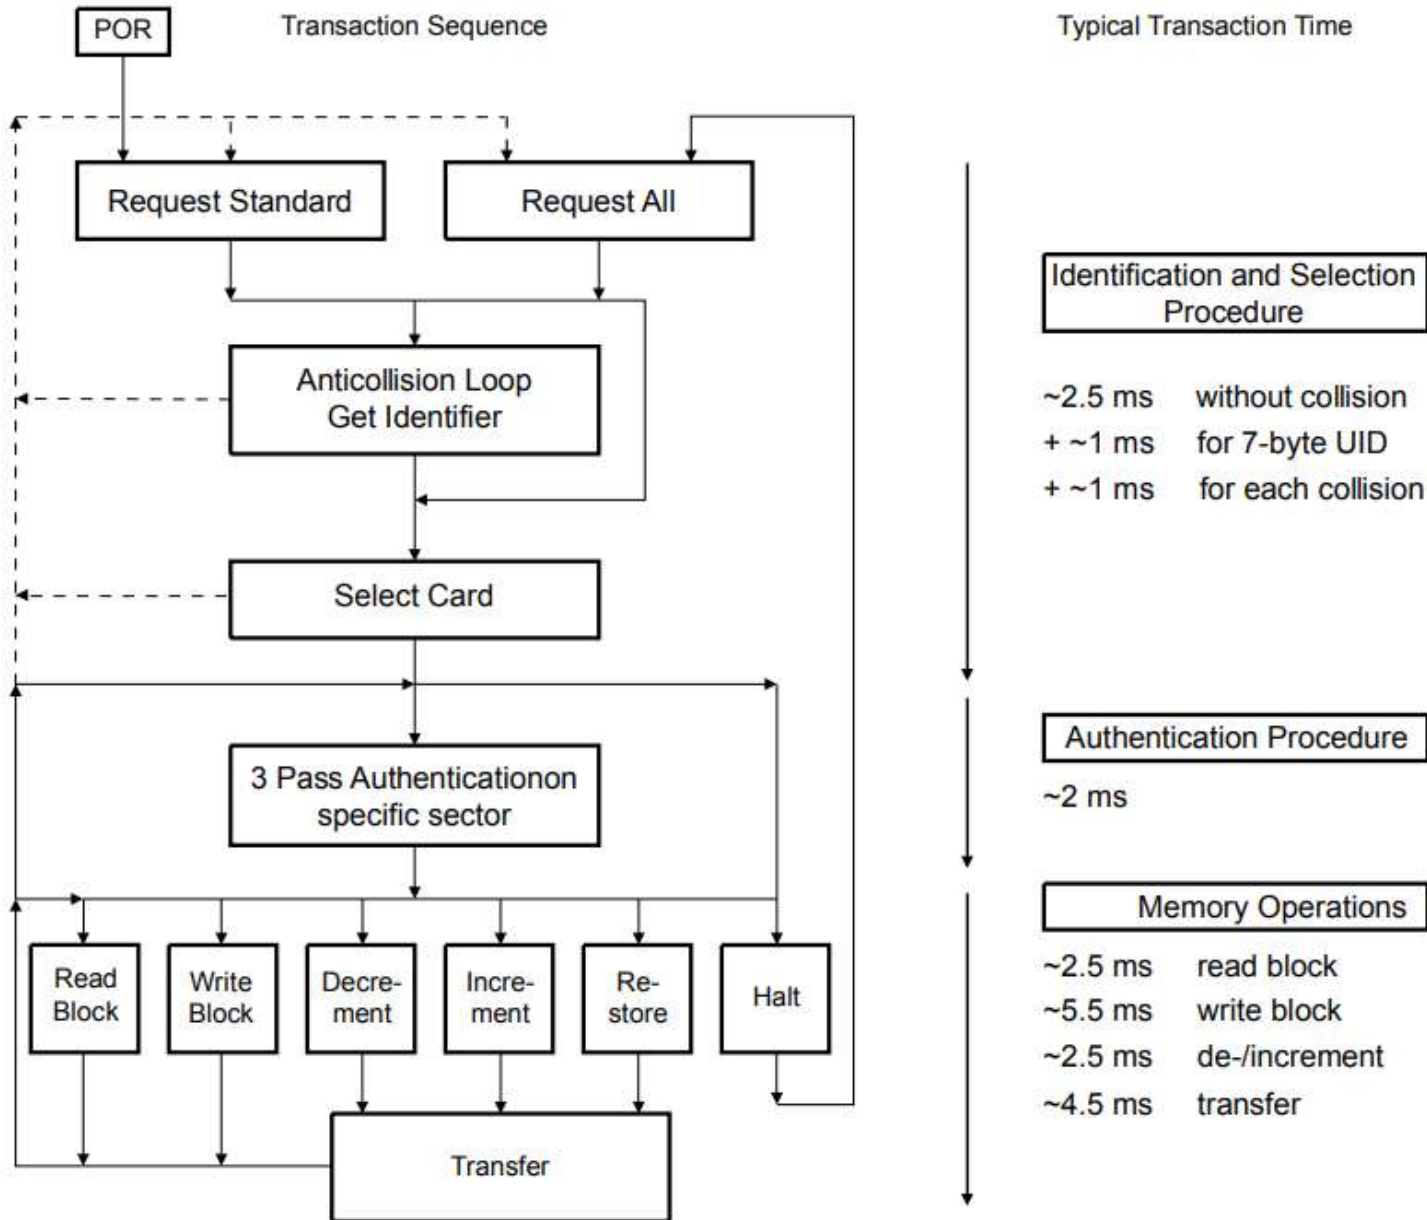 POR
Transaction Sequence
Typical Transaction Time
Request Standard
Request All
Identification and Selection
Procedure
Anticollision Loop
Get Identifier
~2.5 ms without collision
+ ~1 ms for 7-byte UID
+ ~1 ms for each collision
Select Card
3 Pass Authenticationon
specific sector
Authentication Procedure
~2 ms
Memory Operations
Read
Block
Write
Block
Decre-
ment
Incre-
ment
Re-
store
Halt
~2.5 ms read block
~5.5 ms write block
~2.5 ms de-/increment
~4.5 ms transfer
Transfer